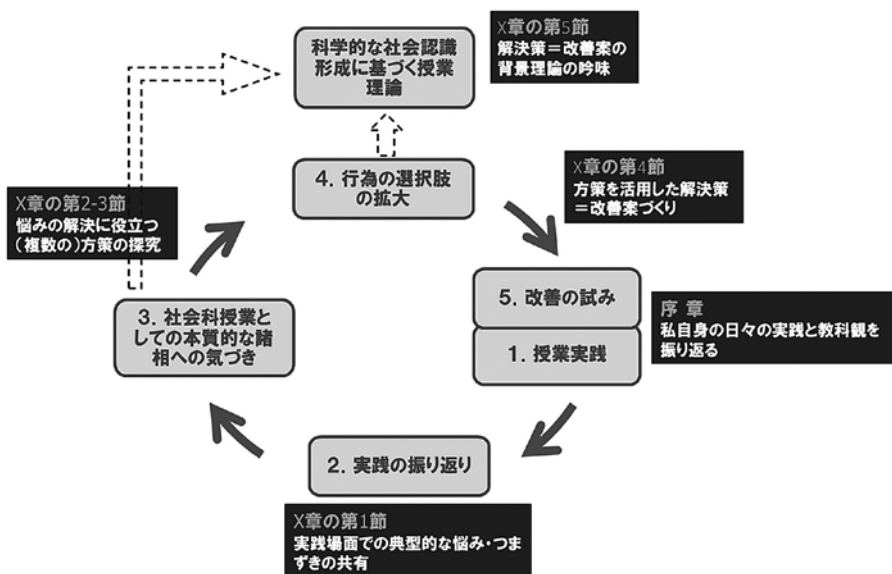 科学的な社会認識
形成に基づく授業
理論
X章の第5節
解決策＝改善案の
背景理論の吟味
4. 行為の選択肢
の拡大
X章の第4節
方策を活用した解決策
＝改善案づくり
X章の第2-3節
悩みの解決に役立つ
（複数の）方策の探究
5. 改善の試み
1. 授業実践
序 章
私自身の日々の実践と教科観を
振り返る
3. 社会科授業と
しての本質的な諸
相への気づき
2. 実践の振り返り
X章の第1節
実践場面での典型的な悩み・つま
ずきの共有